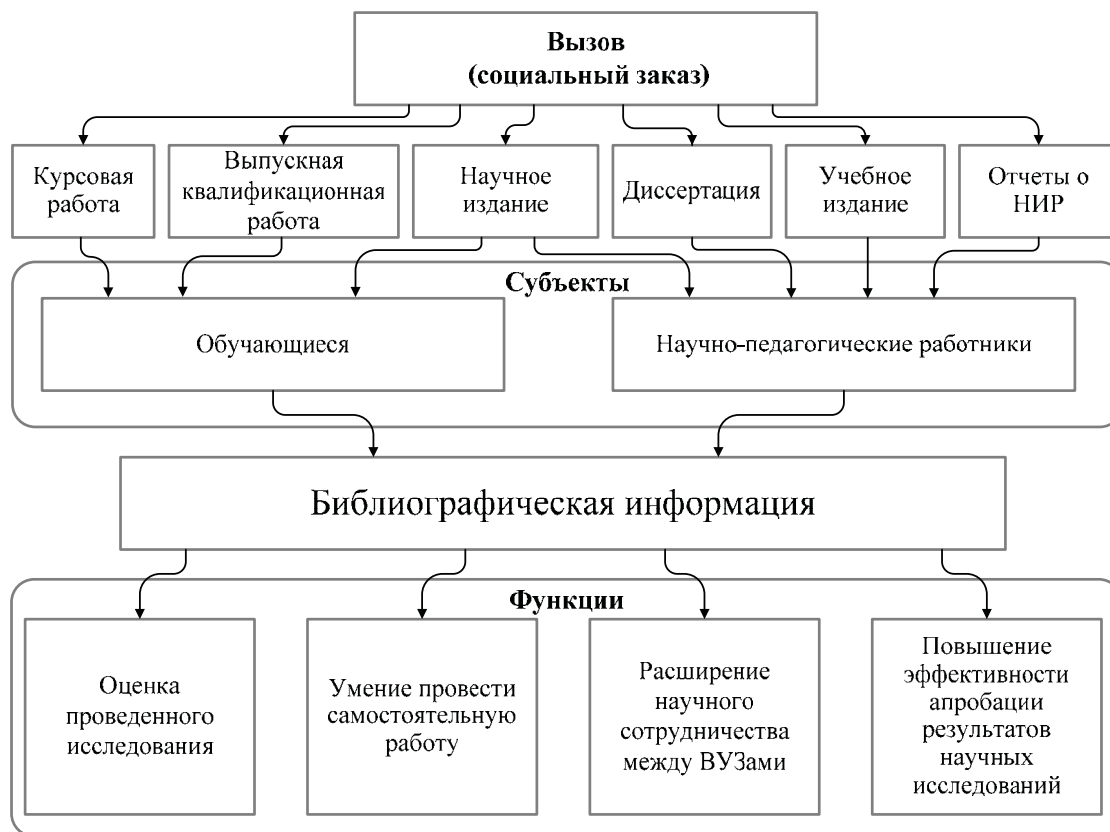 Вызов
(социальный заказ)
Курсовая
работа
Выпускная
квалификационная
работа
Научное
издание
Диссертация
Учебное
издание
Отчеты о
НИР
Субъекты
Обучающиеся
Научно-педагогические работники
Библиографическая информация
Функции
Оценка
проведенного
исследования
Умение провести
самостоятельную
работу
Расширение
научного
сотрудничества
между ВУЗами
Повышение
эффективности
апробации
результатов
научных
исследований